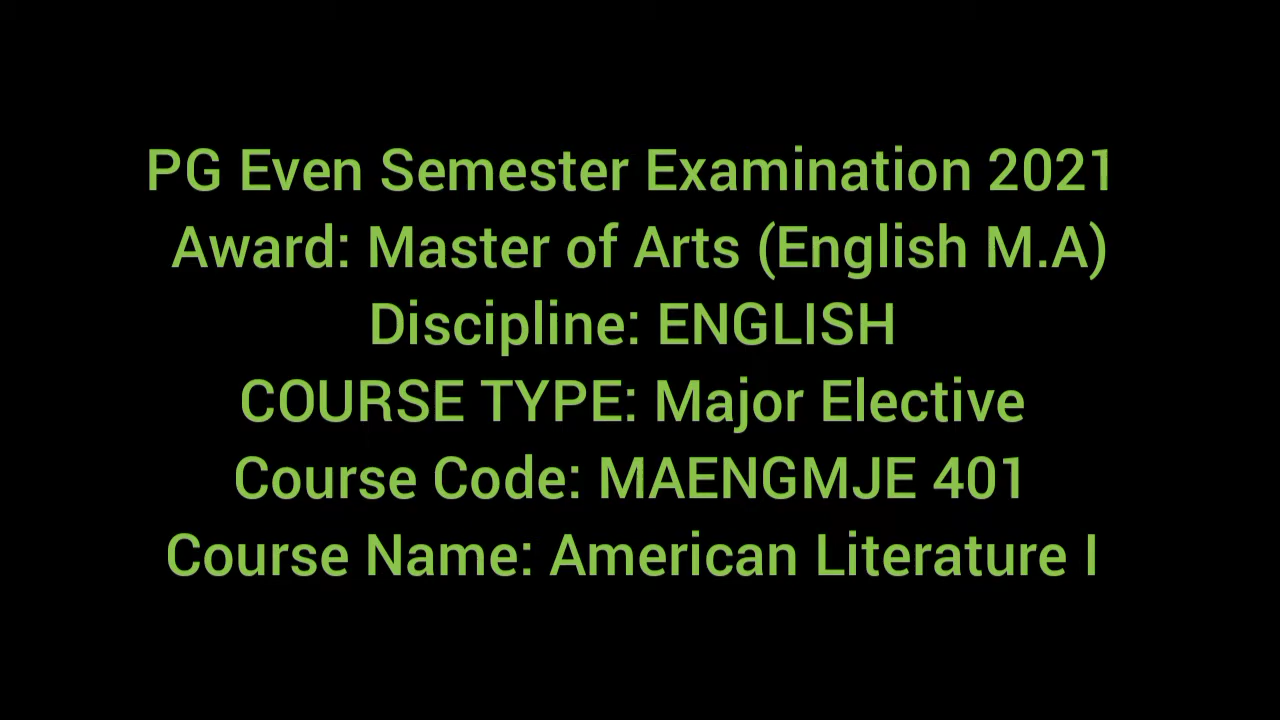 PG Even Semester Examination 2021
Award: Master of Arts (English M.A)
Discipline: ENGLISH
COURSE TYPE: Major Elective
Course Code: MAENGMJE 401
Course Name: American Literature I